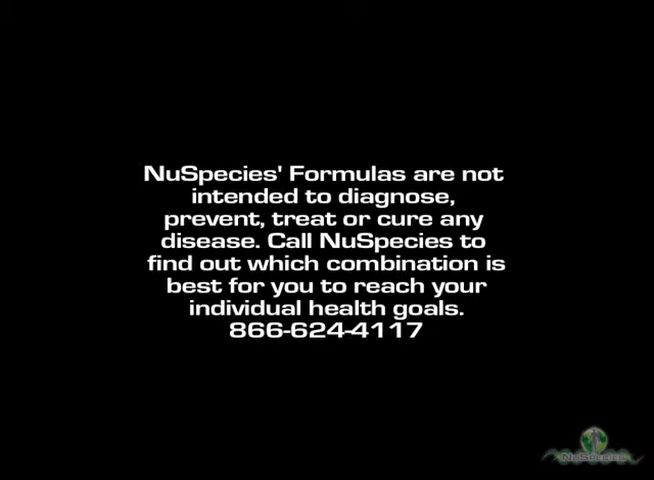 NuSpecies' Formulas are not
intended to diagnose,
prevent, treat or cure any
disease. Call NuSpecies to
find out which combination is
best for you to reach your
individual health goals.
866-624-4117
NuSpecies